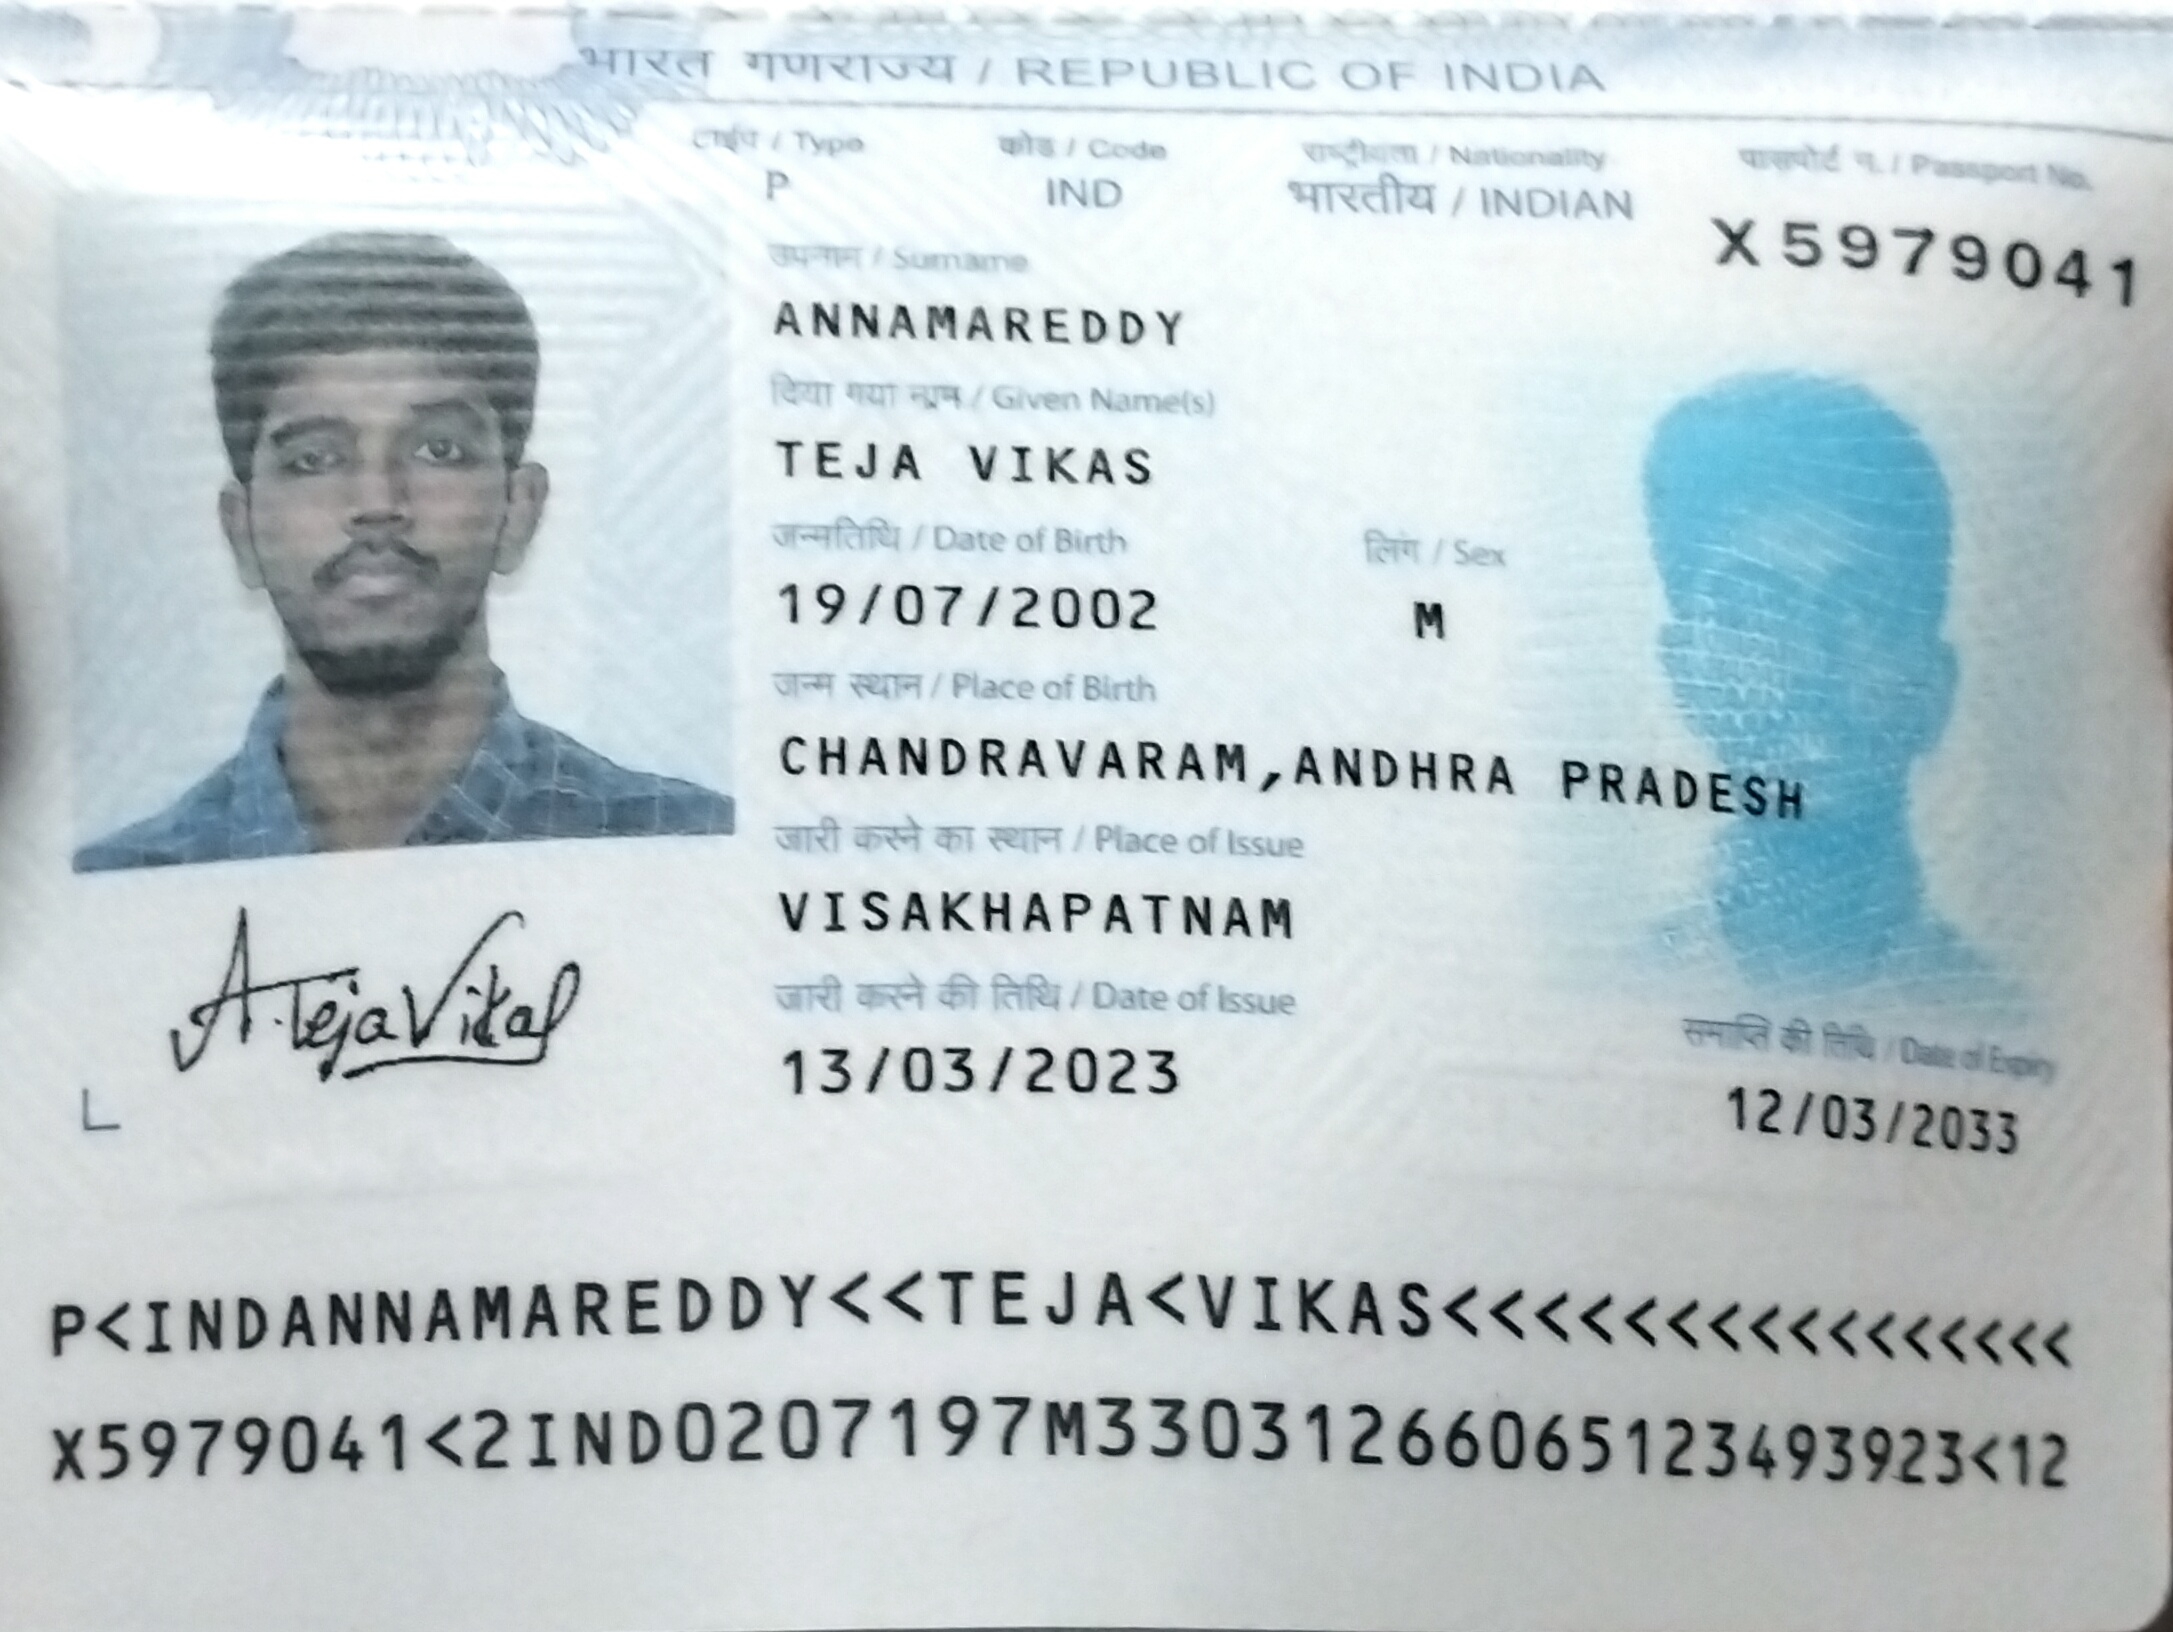 भारत गणराज्य / REPUBLIC OF INDIA
टाईप / Type कोड / Code राष्ट्रीयता / Nationality पासपोर्ट न. / Passport No.
P IND भारतीय / INDIAN X5979041
उपनाम / Surname
ANNAMAREDDY
दिया गया नाम / Given Name(s)
TEJA VIKAS
जन्मतिथि / Date of Birth लिंग / Sex
19/07/2002 M
जन्म स्थान / Place of Birth
CHANDRAVARAM,ANDHRA PRADESH
जारी करने का स्थान / Place of Issue
VISAKHAPATNAM
A.Teja Vikas
जारी करने की तिथि / Date of Issue समाप्ति की तिथि / Date of Expiry
13/03/2023 12/03/2033
P<INDANNAMAREDDY<<TEJA<VIKAS<<<<<<<<<<<<<<<<
X5979041<2IND0207197M33031266065123493923<12